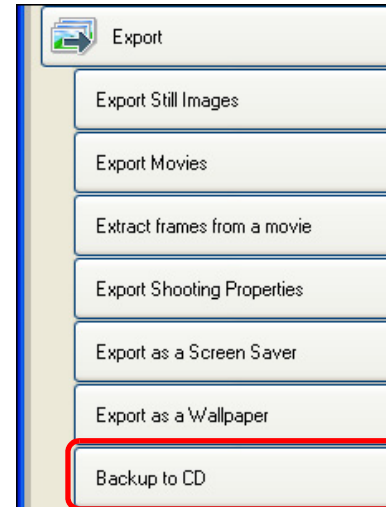 Export
Export Still Images
Export Movies
Extract frames from a movie
Export Shooting Properties
Export as a Screen Saver
Export as a Wallpaper
Backup to CD